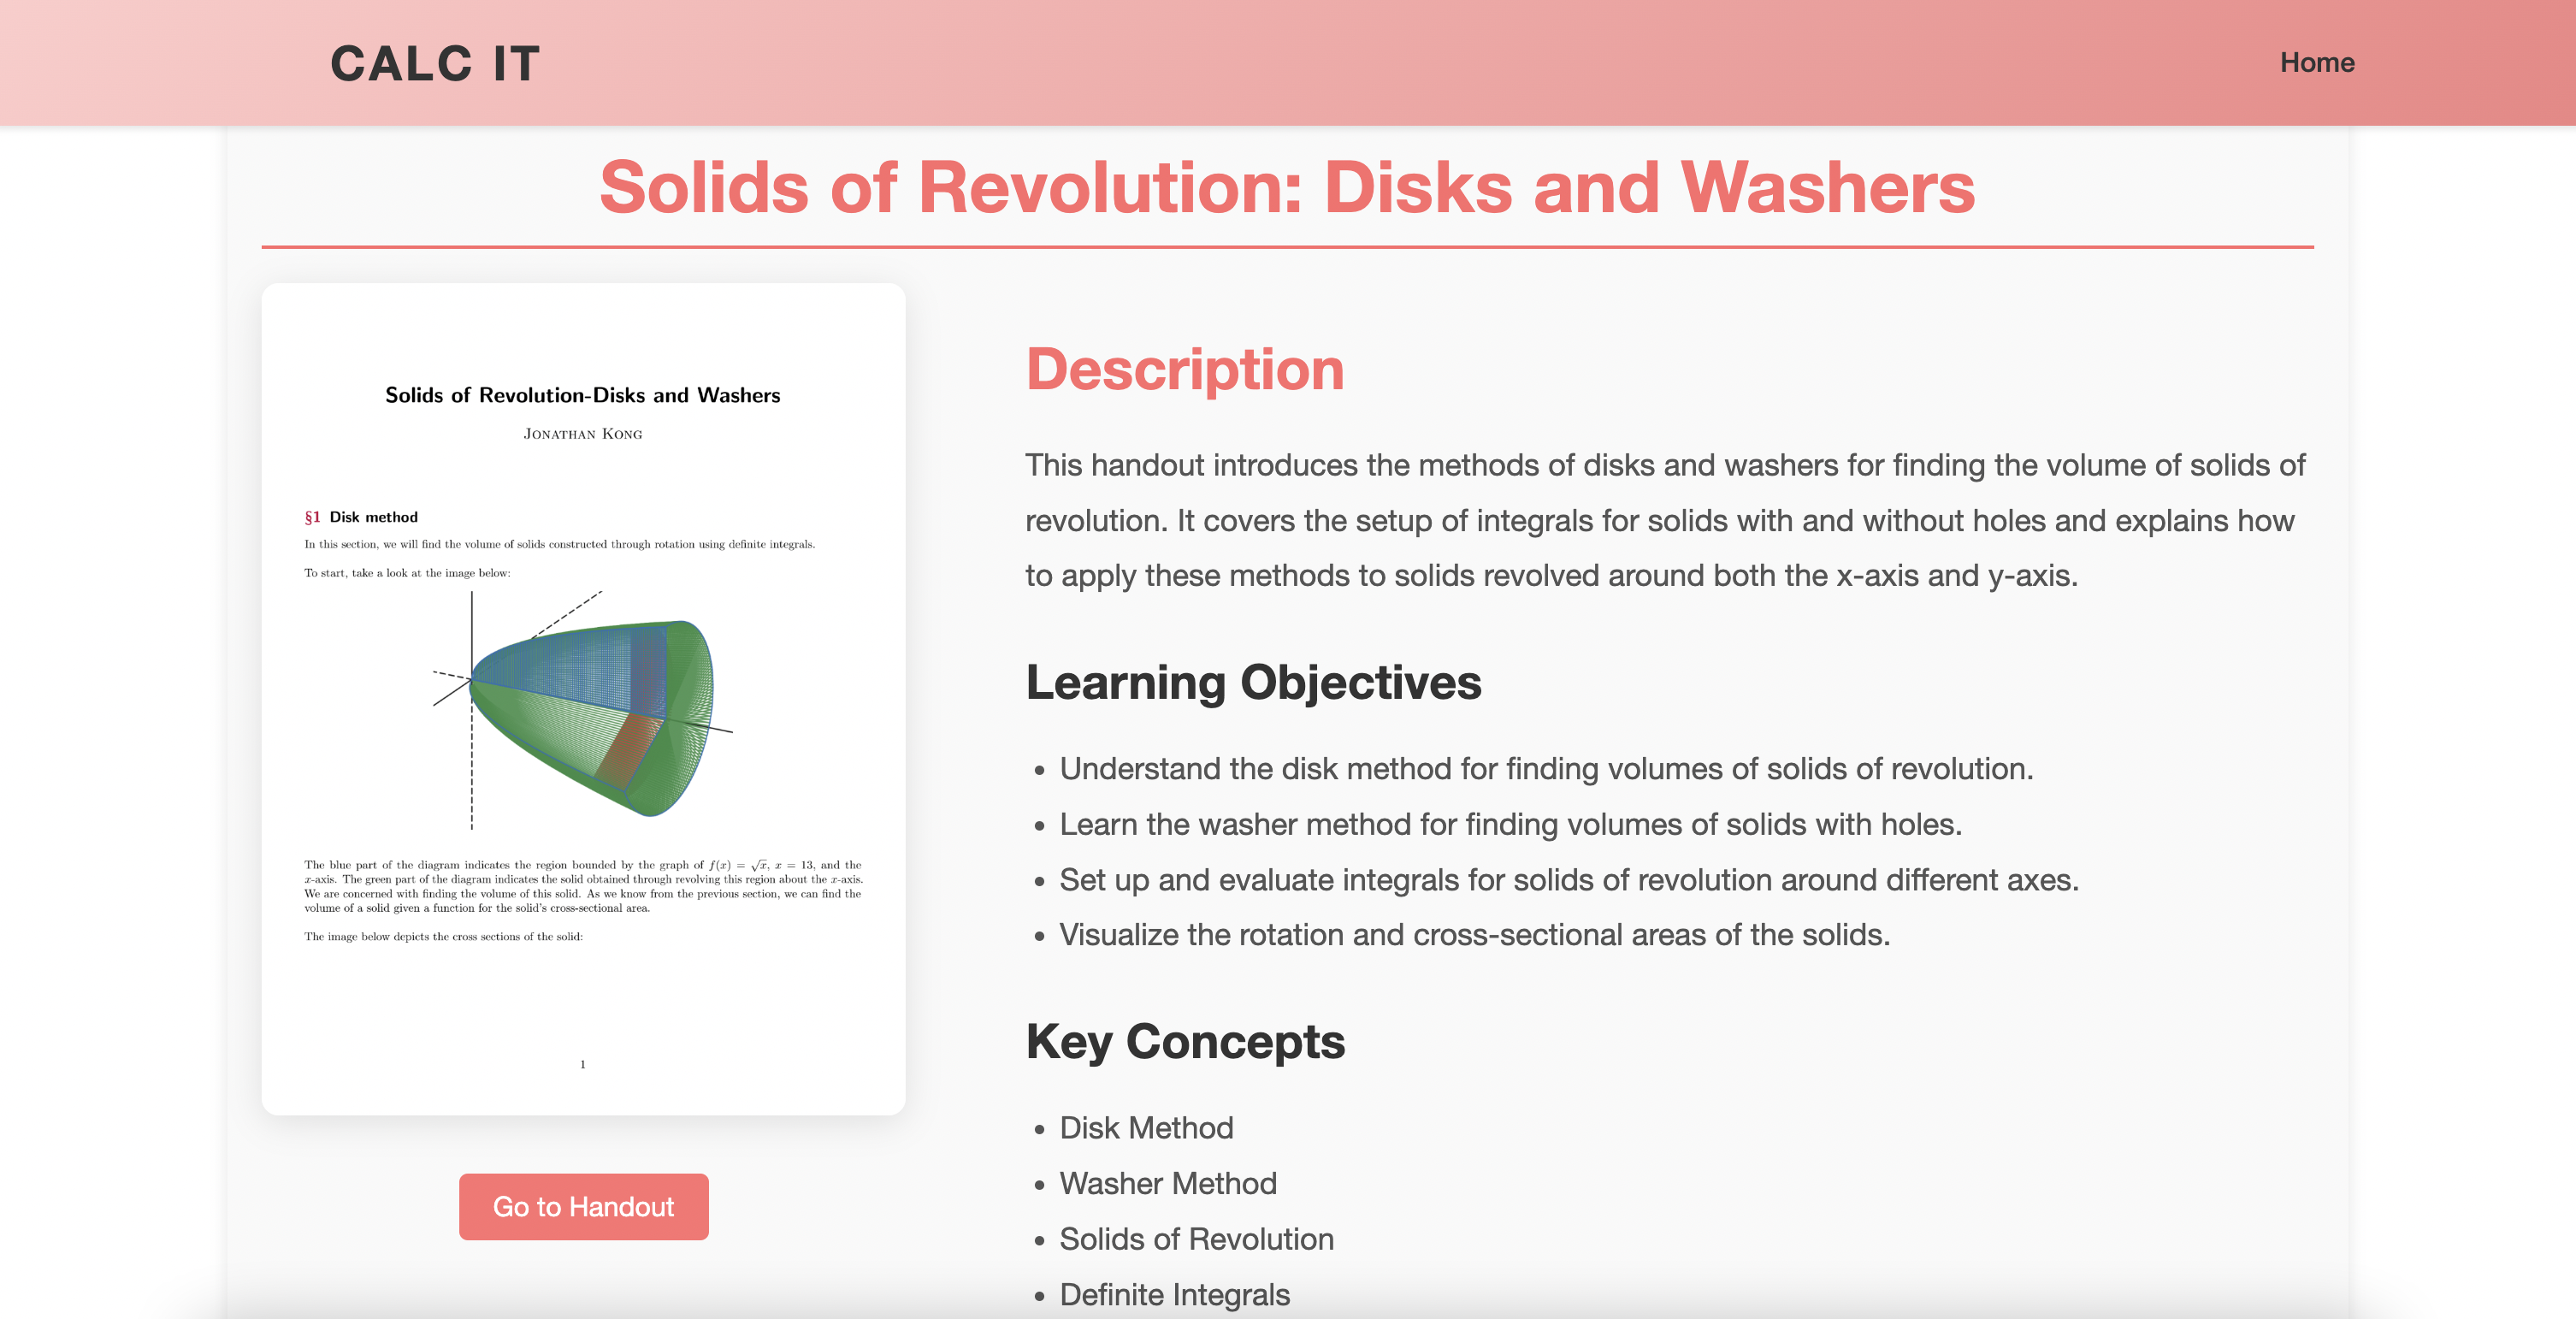 CALC IT
Home
Solids of Revolution: Disks and Washers
Solids of Revolution-Disks and Washers
Jonathan Kong
§1 Disk method
In this section, we will find the volume of solids constructed through rotation using definite integrals.
To start, take a look at the image below:
The blue part of the diagram indicates the region bounded by the graph of f(x) = √x, x = 13, and the
x-axis. The green part of the diagram indicates the solid obtained through revolving this region about the x-axis.
We are concerned with finding the volume of this solid. As we know from the previous section, we can find the
volume of a solid given a function for the solid's cross-sectional area.
The image below depicts the cross sections of the solid:
1
Go to Handout
Description
This handout introduces the methods of disks and washers for finding the volume of solids of
revolution. It covers the setup of integrals for solids with and without holes and explains how
to apply these methods to solids revolved around both the x-axis and y-axis.
Learning Objectives
• Understand the disk method for finding volumes of solids of revolution.
• Learn the washer method for finding volumes of solids with holes.
• Set up and evaluate integrals for solids of revolution around different axes.
• Visualize the rotation and cross-sectional areas of the solids.
Key Concepts
• Disk Method
• Washer Method
• Solids of Revolution
• Definite Integrals